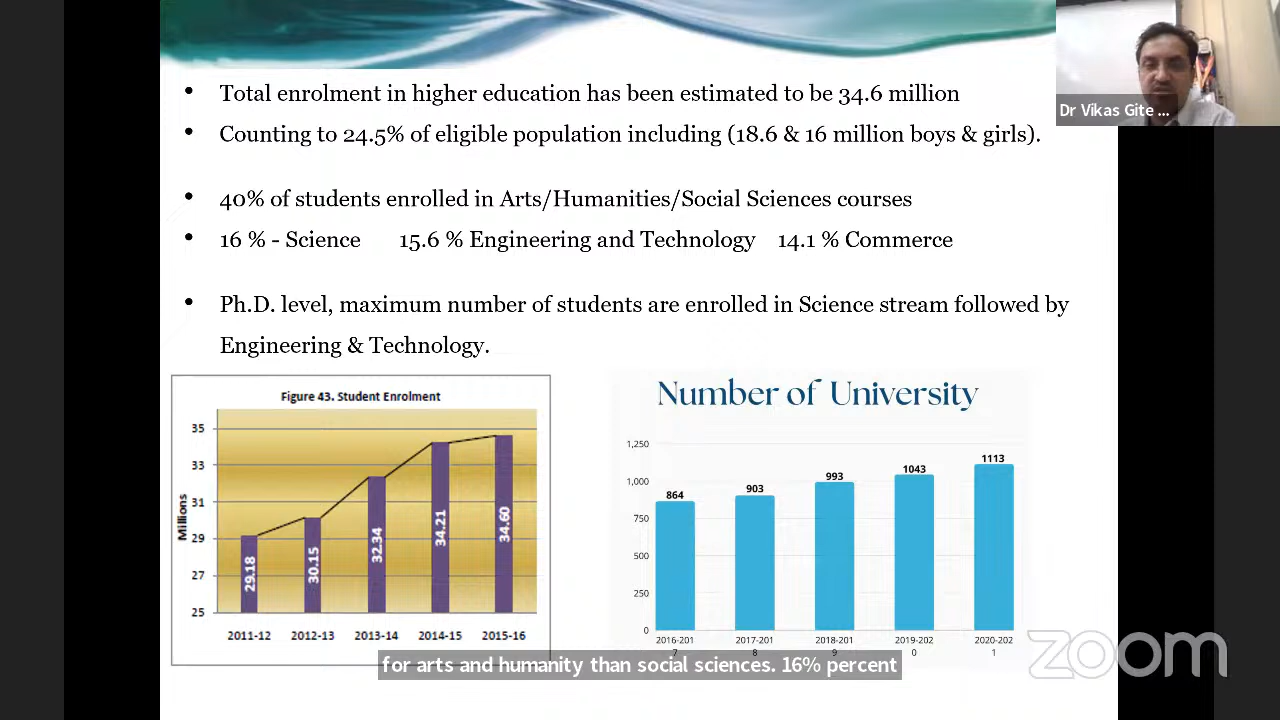 Dr Vikas Gite ...
• Total enrolment in higher education has been estimated to be 34.6 million
• Counting to 24.5% of eligible population including (18.6 & 16 million boys & girls).
• 40% of students enrolled in Arts/Humanities/Social Sciences courses
• 16 % - Science 15.6 % Engineering and Technology 14.1 % Commerce
• Ph.D. level, maximum number of students are enrolled in Science stream followed by
Engineering & Technology.
Figure 43. Student Enrolment
Millions
35
33
31
29
27
25
29.18
30.15
32.34
34.21
34.60
2011-12 2012-13 2013-14 2014-15 2015-16
Number of University
1,250
1,000
750
500
250
0
864
903
993
1043
1113
2016-201 2017-201 2018-201 2019-202 2020-202
7 8 9 0 1
for arts and humanity than social sciences. 16% percent
zoom